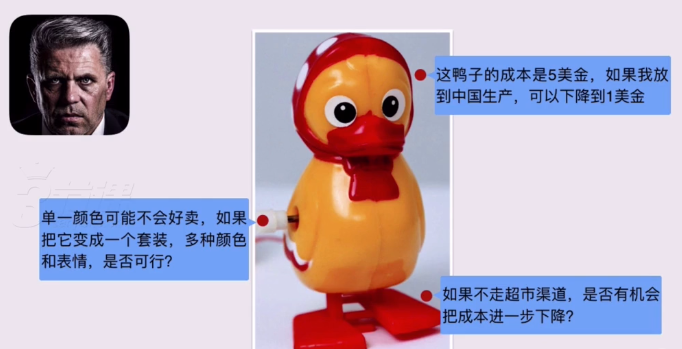 这鸭子的成本是5美金，如果我放
到中国生产，可以下降到1美金
单一颜色可能不会好卖，如果
把它变成一个套装，多种颜色
和表情，是否可行？
如果不走超市渠道，是否有机会
把成本进一步下降？